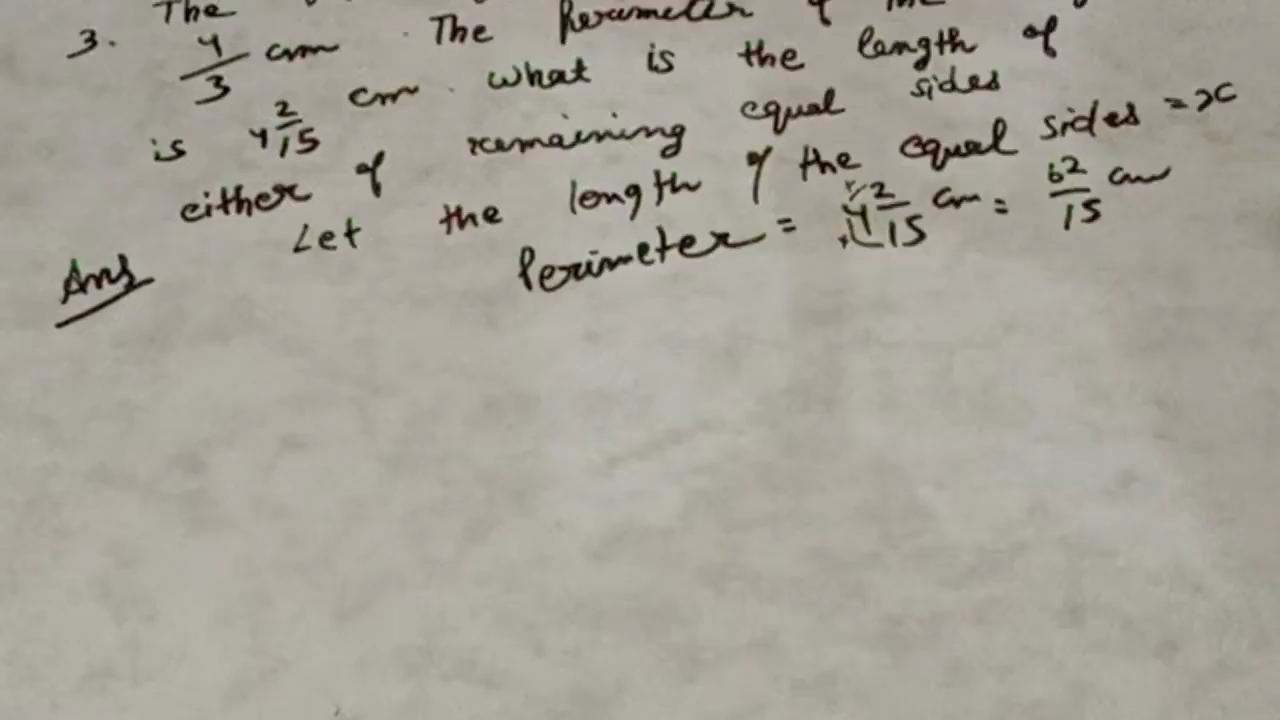 3. The
4/3 cm. The Perimeter of the
is 4 2/15 cm. what is the length of
either of remaining equal sides
Ans Let the length of the equal sides = x
Perimeter = 4 2/15 cm = 62/15 cm